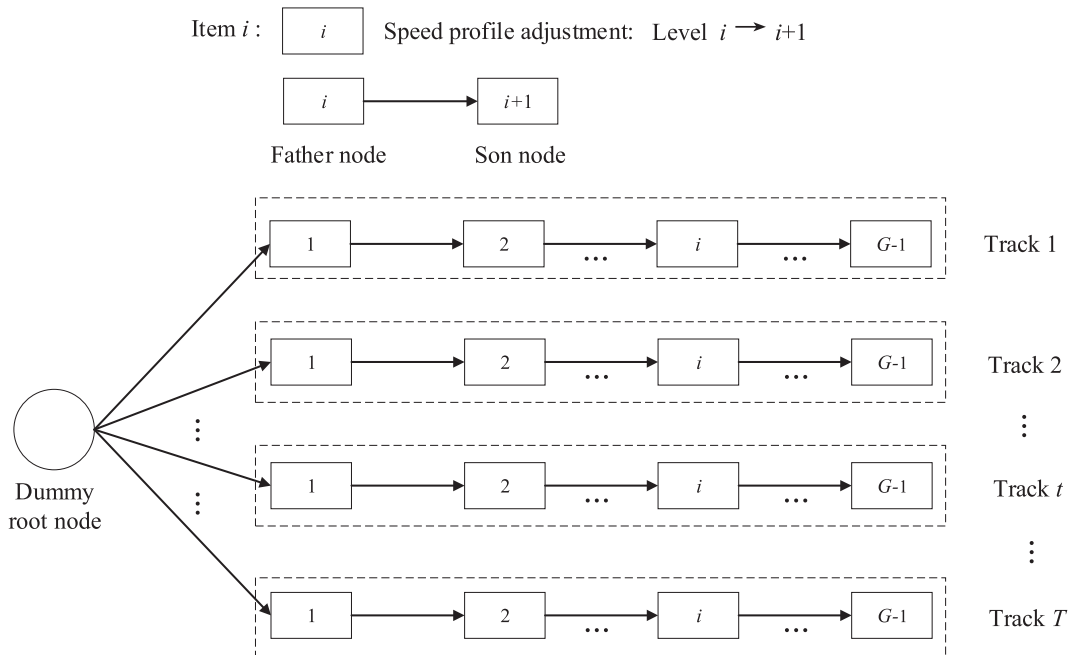 Item i : i Speed profile adjustment: Level i → i+1
i i+1
Father node Son node
1 2 ... i ... G-1 Track 1
1 2 ... i ... G-1 Track 2
⋮ ⋮
Dummy
root node
1 2 ... i ... G-1 Track t
⋮ ⋮
1 2 ... i ... G-1 Track T